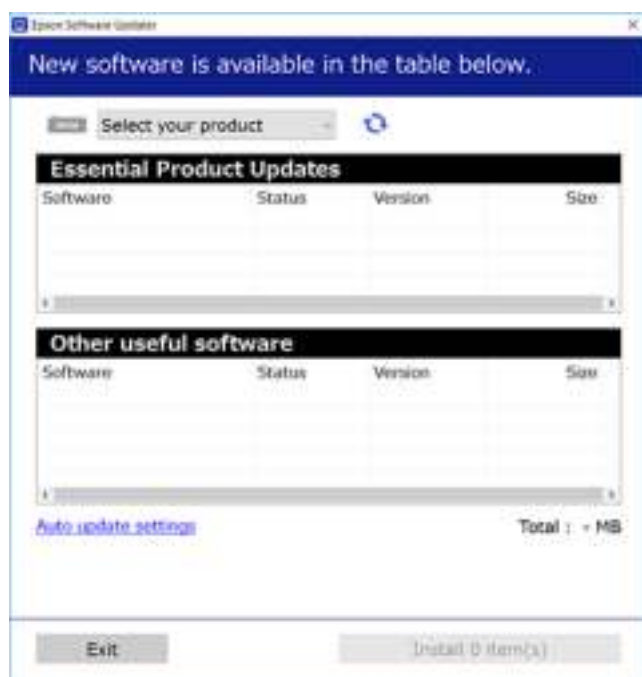 Epson Software Updater
New software is available in the table below.
Select your product
Essential Product Updates
Software Status Version Size
Other useful software
Software Status Version Size
Auto update settings Total : - MB
Exit Install 0 item(s)